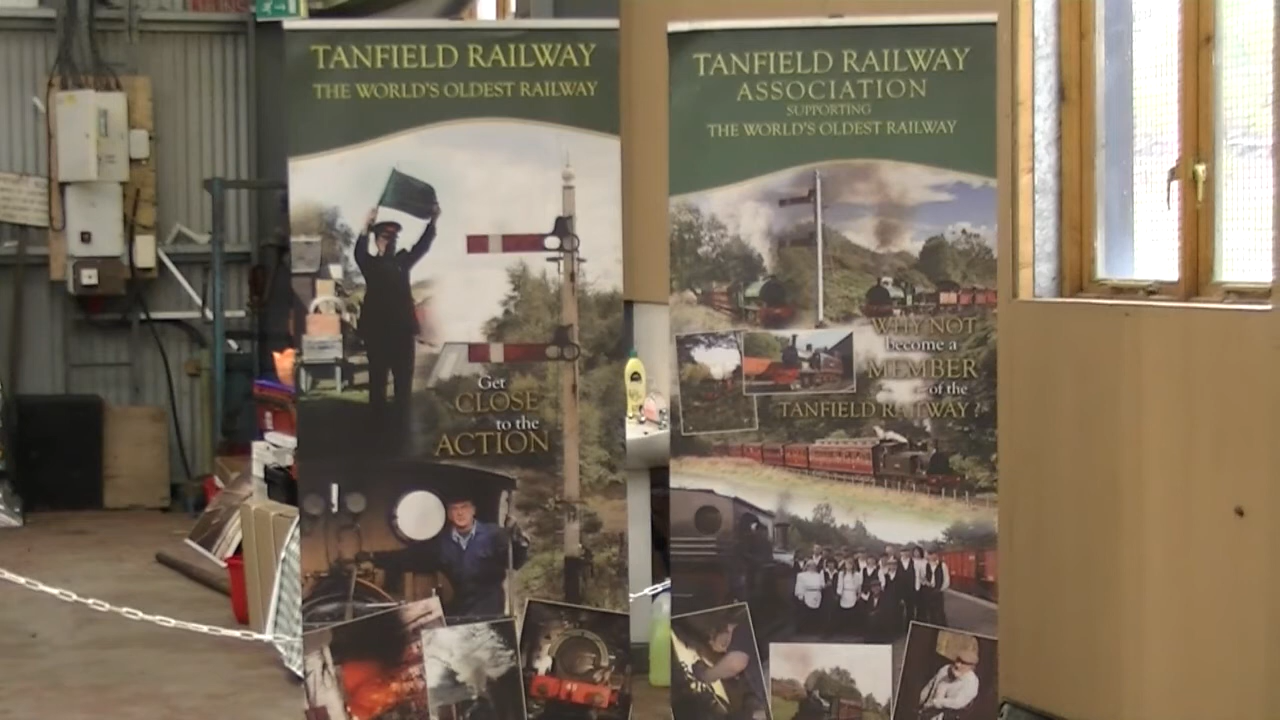 TANFIELD RAILWAY
THE WORLD'S OLDEST RAILWAY
Get
CLOSE
to the
ACTION
TANFIELD RAILWAY
ASSOCIATION
SUPPORTING
THE WORLD'S OLDEST RAILWAY
WHY NOT
become a
MEMBER
of the
TANFIELD RAILWAY?